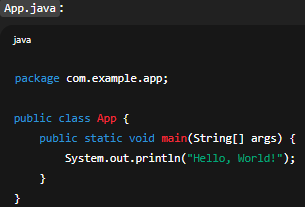 App.java:
java
package com.example.app;
public class App {
    public static void main(String[] args) {
        System.out.println("Hello, World!");
    }
}